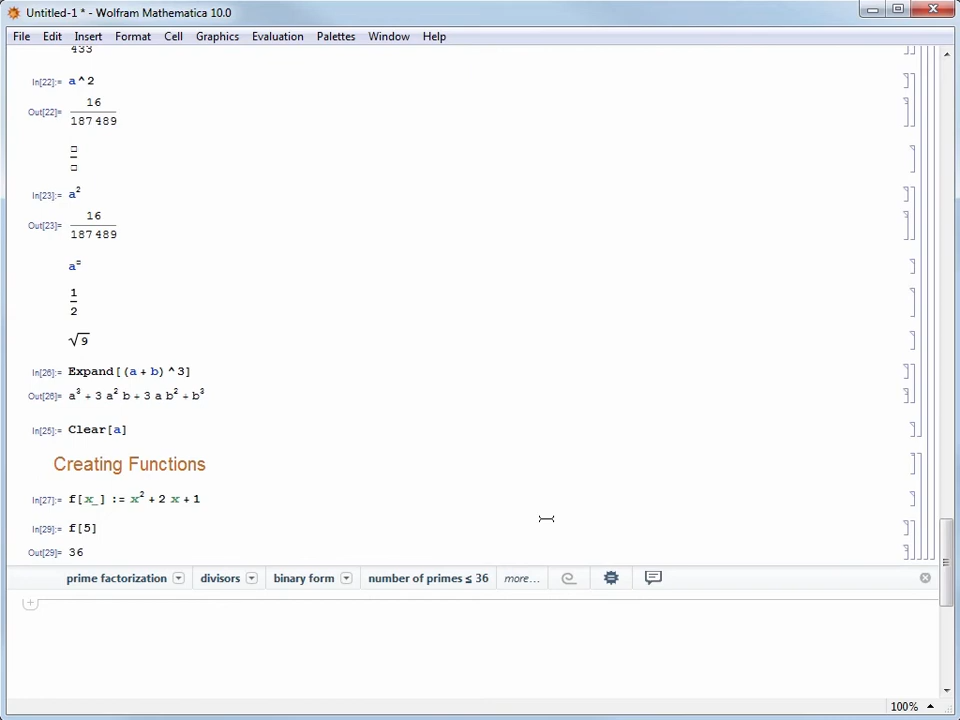 Untitled-1 * - Wolfram Mathematica 10.0
File Edit Insert Format Cell Graphics Evaluation Palettes Window Help
433
In[22]:= a^2
Out[22]= 16/187 489
□/□
In[23]:= a²
Out[23]= 16/187 489
a⁼
1/2
√9
In[26]:= Expand[(a + b)^3]
Out[26]= a³ + 3 a² b + 3 a b² + b³
In[25]:= Clear[a]
Creating Functions
In[27]:= f[x_] := x² + 2 x + 1
In[29]:= f[5]
Out[29]= 36
prime factorization divisors binary form number of primes ≤ 36 more...
100%